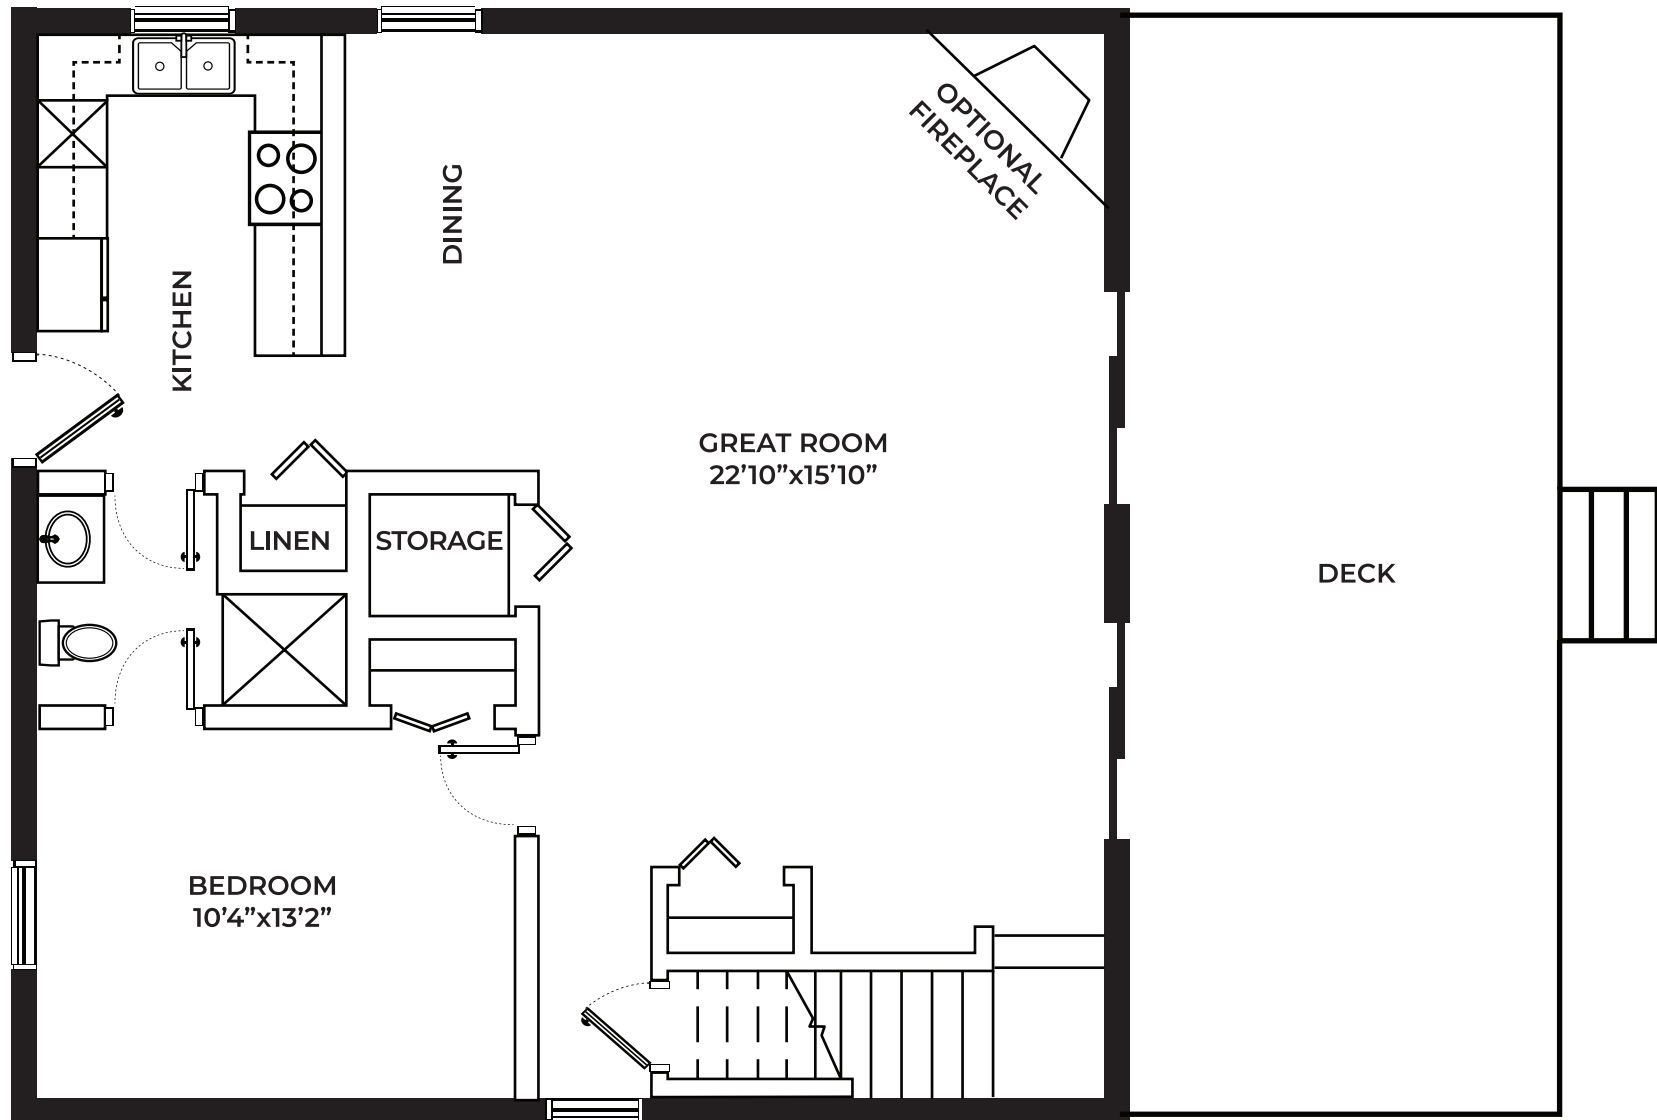 OPTIONAL
FIREPLACE
DINING
KITCHEN
GREAT ROOM
22’10”x15’10”
LINEN
STORAGE
DECK
BEDROOM
10’4”x13’2”